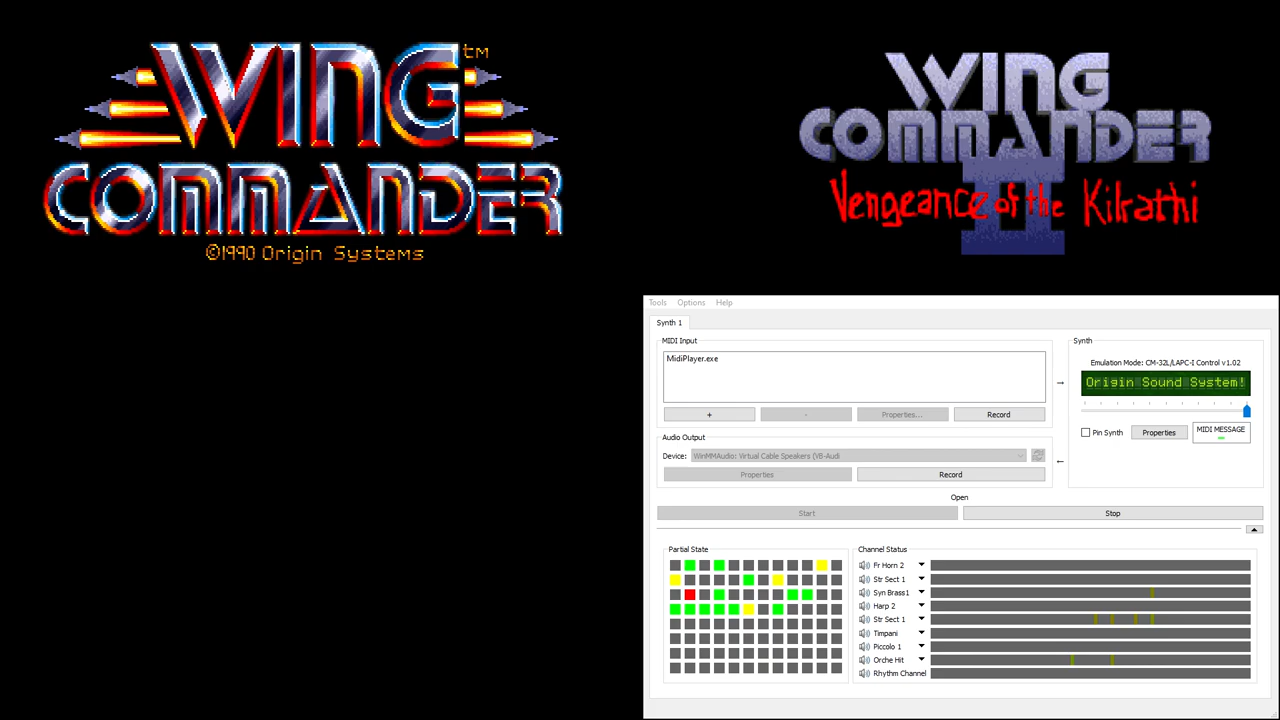 WING™
COMMANDER
©1990 Origin Systems
WING
COMMANDER
II
Vengeance of the Kilrathi
Tools Options Help
Synth 1
MIDI Input
MidiPlayer.exe
+ - Properties... Record
Audio Output
Device: WinMMAudio: Virtual Cable Speakers (VB-Audi
Properties Record
Synth
Emulation Mode: CM-32L/LAPC-I Control v1.02
Origin Sound System!
Pin Synth Properties MIDI MESSAGE
Open
Start Stop
Partial State
Channel Status
Fr Horn 2
Str Sect 1
Syn Brass1
Harp 2
Str Sect 1
Timpani
Piccolo 1
Orche Hit
Rhythm Channel